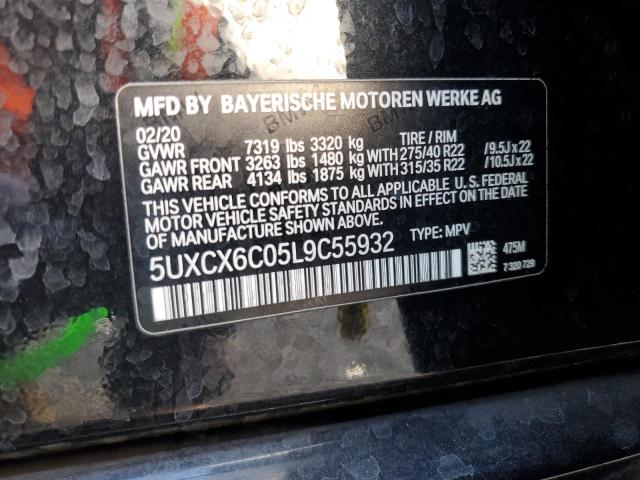 MFD BY BAYERISCHE MOTOREN WERKE AG
02/20
GVWR 7319 lbs 3320 kg TIRE / RIM
GAWR FRONT 3263 lbs 1480 kg WITH 275/40 R22 /9.5J x 22
GAWR REAR 4134 lbs 1875 kg WITH 315/35 R22 /10.5J x 22
THIS VEHICLE CONFORMS TO ALL APPLICABLE U.S. FEDERAL
MOTOR VEHICLE SAFETY STANDARDS IN EFFECT ON THE DATE OF
MANUFACTURE SHOWN ABOVE.
5UXCX6C05L9C55932 TYPE: MPV
475M
7 320 729